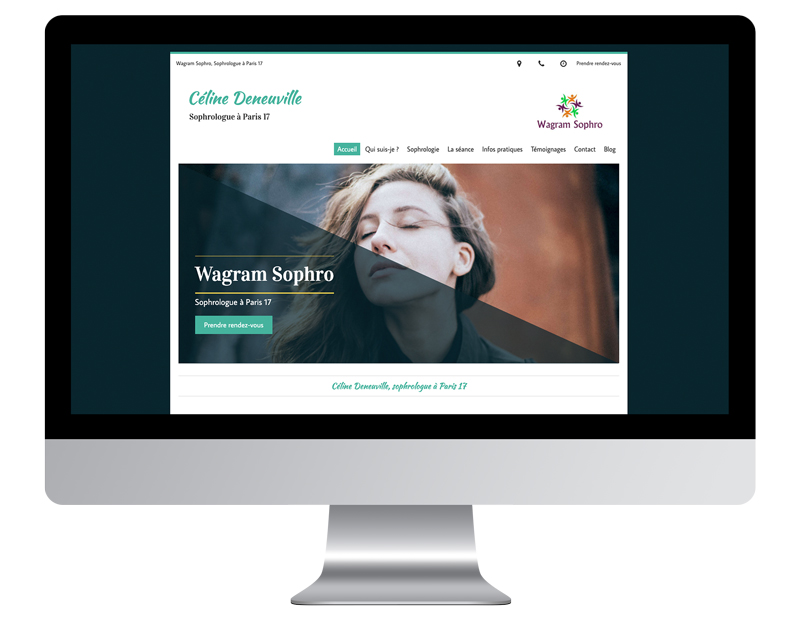 Wagram Sophro, Sophrologue à Paris 17
Prendre rendez-vous
Céline Deneuville
Sophrologue à Paris 17
Wagram Sophro
Accueil Qui suis-je ? Sophrologie La séance Infos pratiques Témoignages Contact Blog
Wagram Sophro
Sophrologue à Paris 17
Prendre rendez-vous
Céline Deneuville, sophrologue à Paris 17